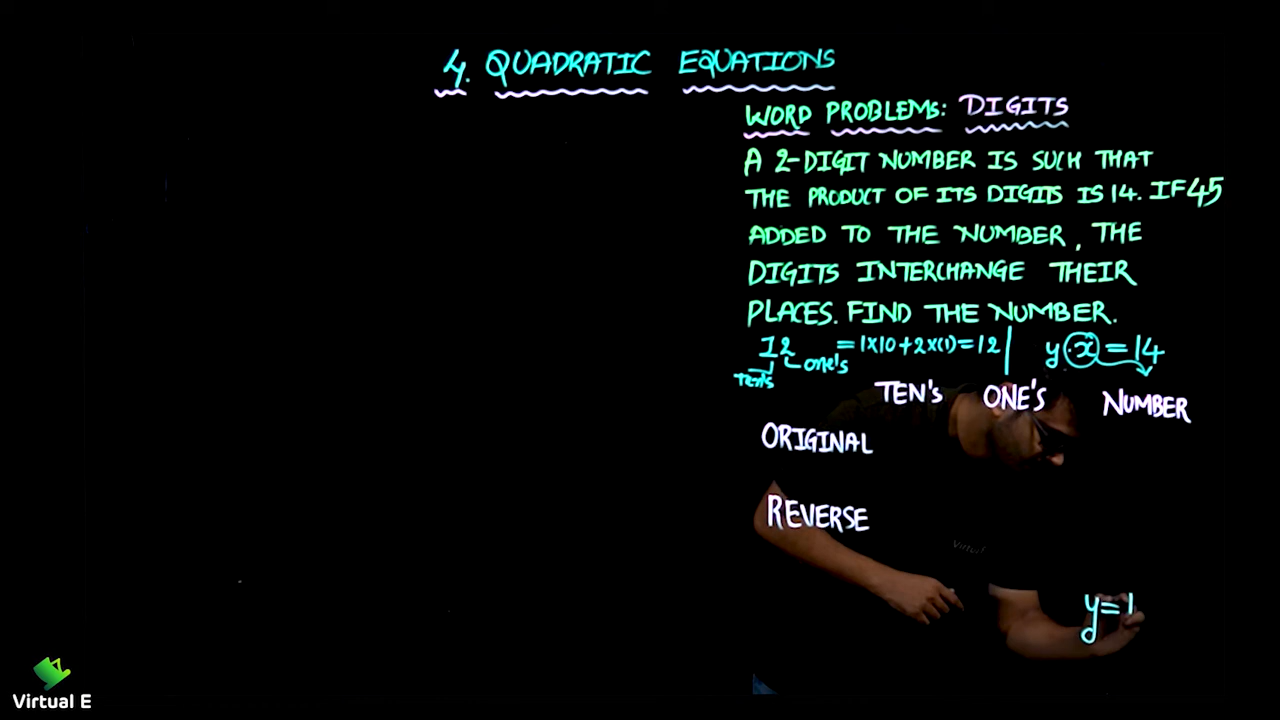 4. QUADRATIC EQUATIONS
WORD PROBLEMS: DIGITS
A 2-DIGIT NUMBER IS SUCH THAT
THE PRODUCT OF ITS DIGITS IS 14. IF 45
ADDED TO THE NUMBER, THE
DIGITS INTERCHANGE THEIR
PLACES. FIND THE NUMBER.
12 = 1×10+2×(1)=12 | y·x = 14
one's
Ten's
TEN's ONE's NUMBER
ORIGINAL
REVERSE
Virtual
y=1
Virtual E